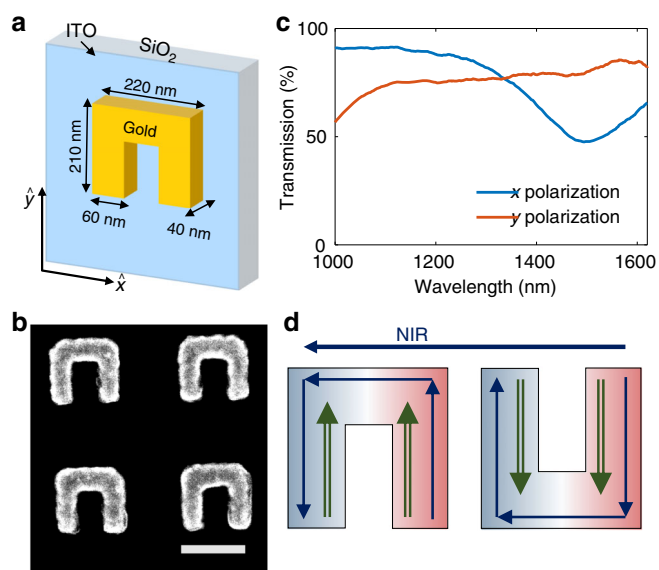 a
ITO
SiO2
220 nm
Gold
210 nm
60 nm
40 nm
ŷ
x̂
b
c
100
50
0
Transmission (%)
x polarization
y polarization
1000
1200
1400
1600
Wavelength (nm)
d
NIR